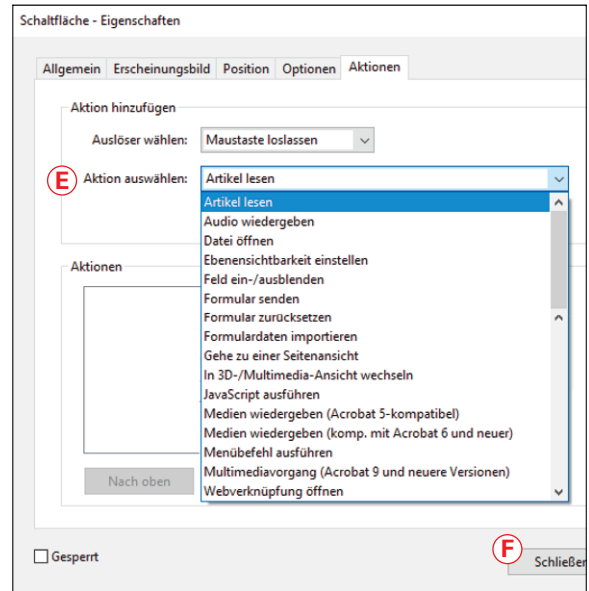 Schaltfläche - Eigenschaften
Allgemein Erscheinungsbild Position Optionen Aktionen
Aktion hinzufügen
Auslöser wählen: Maustaste loslassen
E Aktion auswählen: Artikel lesen
Artikel lesen
Audio wiedergeben
Datei öffnen
Ebenensichtbarkeit einstellen
Aktionen
Feld ein-/ausblenden
Formular senden
Formular zurücksetzen
Formulardaten importieren
Gehe zu einer Seitenansicht
In 3D-/Multimedia-Ansicht wechseln
JavaScript ausführen
Medien wiedergeben (Acrobat 5-kompatibel)
Medien wiedergeben (komp. mit Acrobat 6 und neuer)
Menübefehl ausführen
Multimediavorgang (Acrobat 9 und neuere Versionen)
Nach oben
Webverknüpfung öffnen
Gesperrt
F Schließen